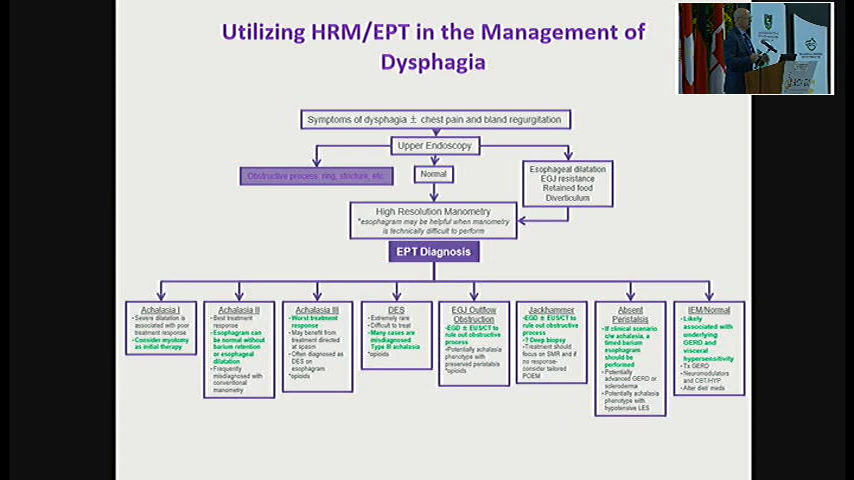 Utilizing HRM/EPT in the Management of
Dysphagia
Symptoms of dysphagia ± chest pain and bland regurgitation
Upper Endoscopy
Obstructive process: ring, stricture, etc.
Normal
Esophageal dilatation
EGJ resistance
Retained food
Diverticulum
High Resolution Manometry
*esophagram may be helpful when manometry
is technically difficult to perform
EPT Diagnosis
Achalasia I
- Severe dilatation is
associated with poor
treatment response
- Consider myotomy
as initial therapy
Achalasia II
- Best treatment
response
- Esophagram can
be normal without
barium retention
or esophageal
dilatation
- Frequently
misdiagnosed with
conventional
manometry
Achalasia III
- Worst treatment
response
- May benefit from
treatment directed
at spasm
- Often diagnosed as
DES on
esophagram
*opioids
DES
- Extremely rare
- Difficult to treat
- Many cases are
misdiagnosed
Type III achalasia
*opioids
EGJ Outflow
Obstruction
- EGD ± EUS/CT to
rule out obstructive
process
- Potentially achalasia
phenotype with
preserved peristalsis
*opioids
Jackhammer
- EGD ± EUS/CT to
rule out obstructive
process
- ? Deep biopsy
- Treatment should
focus on SMR and if
no response-
consider tailored
POEM
Absent
Peristalsis
- If clinical scenario
c/w achalasia, a
timed barium
esophagram
should be
performed
- Potentially
advanced GERD or
scleroderma
- Potentially achalasia
phenotype with
hypotensive LES
IEM/Normal
- Likely
associated with
underlying
GERD and
visceral
hypersensitivity
- Tx GERD
- Neuromodulators
and CBT/HYP
- Alter diet/ meds